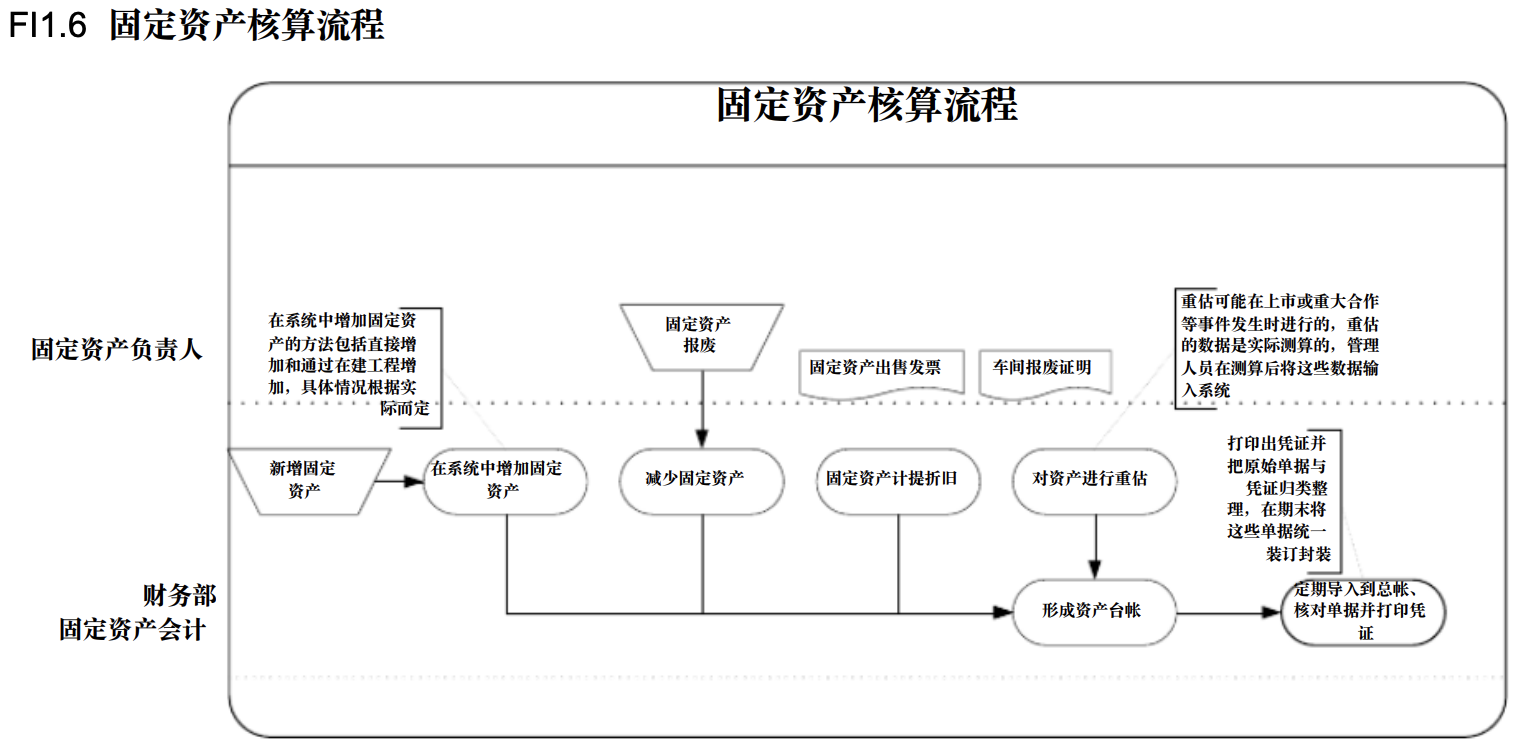 FI1.6 固定资产核算流程
固定资产核算流程
固定资产负责人
在系统中增加固定资
产的方法包括直接增
加和通过在建工程增
加，具体情况根据实
际而定
固定资产
报废
固定资产出售发票
车间报废证明
重估可能在上市或重大合作
等事件发生时进行的，重估
的数据是实际测算的，管理
人员在测算后将这些数据输
入系统
新增固定
资产
在系统中增加固定
资产
减少固定资产
固定资产计提折旧
对资产进行重估
打印出凭证并
把原始单据与
凭证归类整
理，在期末将
这些单据统一
装订封装
财务部
固定资产会计
形成资产台帐
定期导入到总帐、
核对单据并打印凭
证